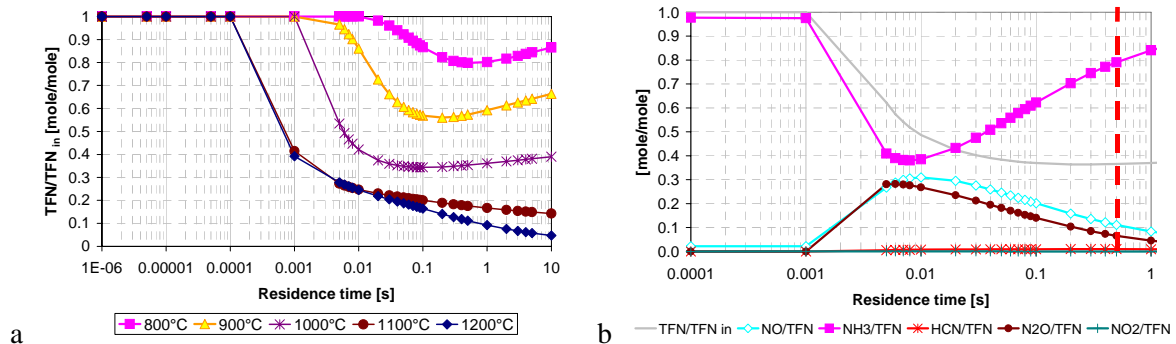 TFN/TFN in [mole/mole]
1
0.9
0.8
0.7
0.6
0.5
0.4
0.3
0.2
0.1
0
1E-06 0.00001 0.0001 0.001 0.01 0.1 1 10
Residence time [s]
800°C 900°C 1000°C 1100°C 1200°C
a
[mole/mole]
1.0
0.9
0.8
0.7
0.6
0.5
0.4
0.3
0.2
0.1
0.0
0.0001 0.001 0.01 0.1 1
Residence time [s]
TFN/TFN in NO/TFN NH3/TFN HCN/TFN N2O/TFN NO2/TFN
b